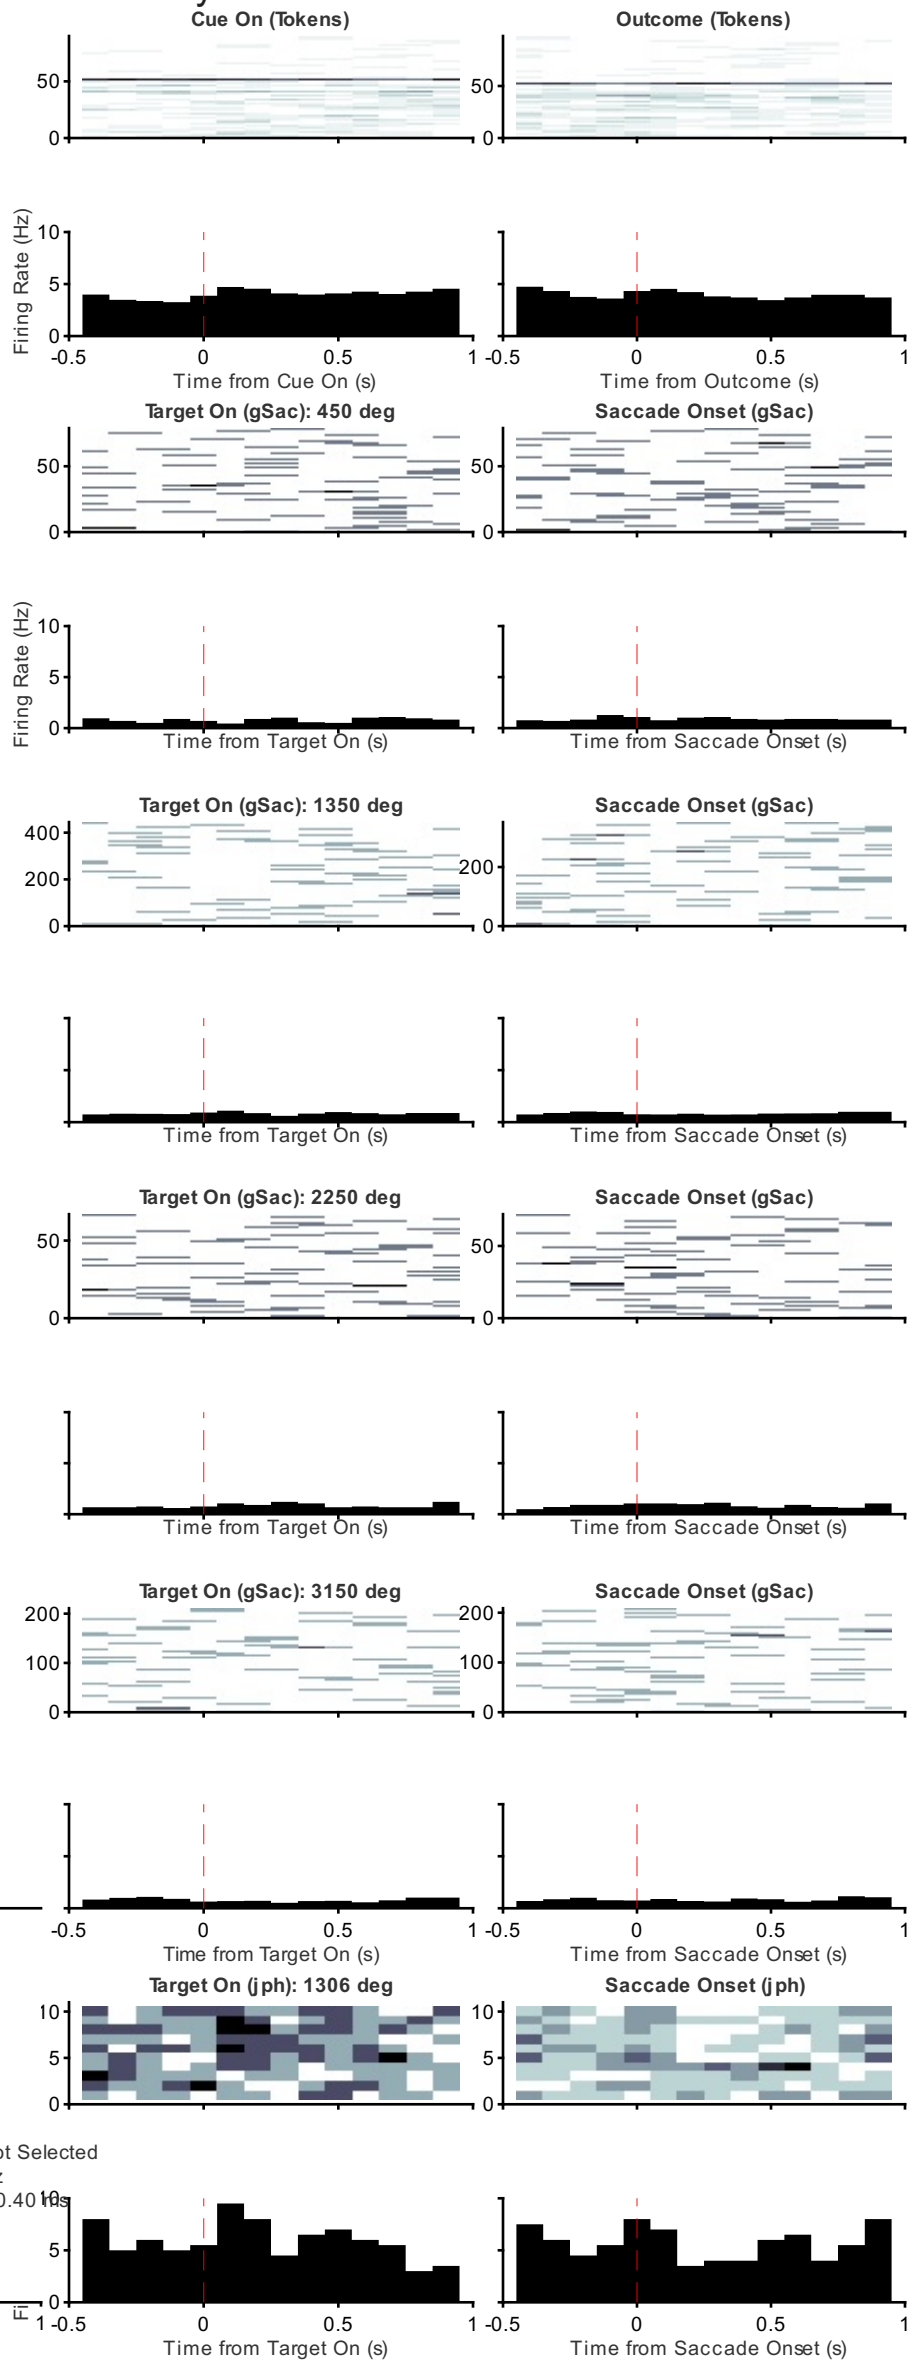 y
Cue On (Tokens) Outcome (Tokens)
50 50
0 0
Firing Rate (Hz)
10
5
0
-0.5 0 0.5 1 -0.5 0 0.5 1
Time from Cue On (s) Time from Outcome (s)
Target On (gSac): 450 deg Saccade Onset (gSac)
50 50
0 0
Firing Rate (Hz)
10
5
0
Time from Target On (s) Time from Saccade Onset (s)
Target On (gSac): 1350 deg Saccade Onset (gSac)
400
200 200
0 0
Time from Target On (s) Time from Saccade Onset (s)
Target On (gSac): 2250 deg Saccade Onset (gSac)
50 50
0 0
Time from Target On (s) Time from Saccade Onset (s)
Target On (gSac): 3150 deg Saccade Onset (gSac)
200 200
100 100
0 0
-0.5 0 0.5 1 -0.5 0 0.5 1
Time from Target On (s) Time from Saccade Onset (s)
Target On (jph): 1306 deg Saccade Onset (jph)
10 10
5 5
0 0
ot Selected
z
0.40 ms
10
5
0
Fi
1 -0.5 0 0.5 1 -0.5 0 0.5 1
Time from Target On (s) Time from Saccade Onset (s)